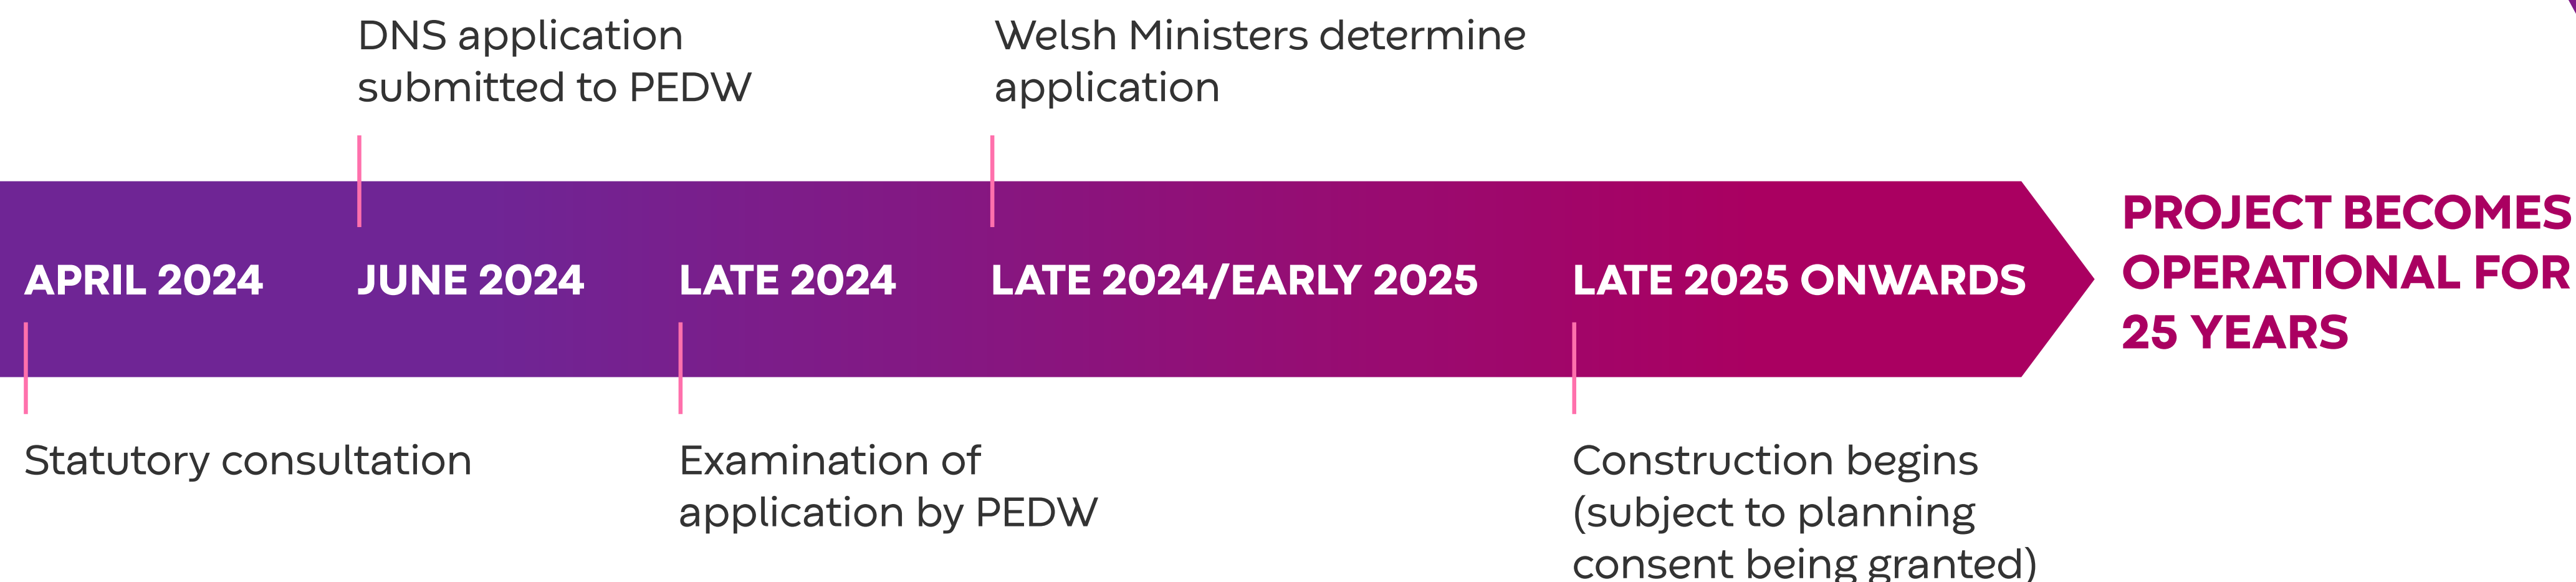 DNS application
submitted to PEDW
Welsh Ministers determine
application
APRIL 2024
JUNE 2024
LATE 2024
LATE 2024/EARLY 2025
LATE 2025 ONWARDS
PROJECT BECOMES
OPERATIONAL FOR
25 YEARS
Statutory consultation
Examination of
application by PEDW
Construction begins
(subject to planning
consent being granted)